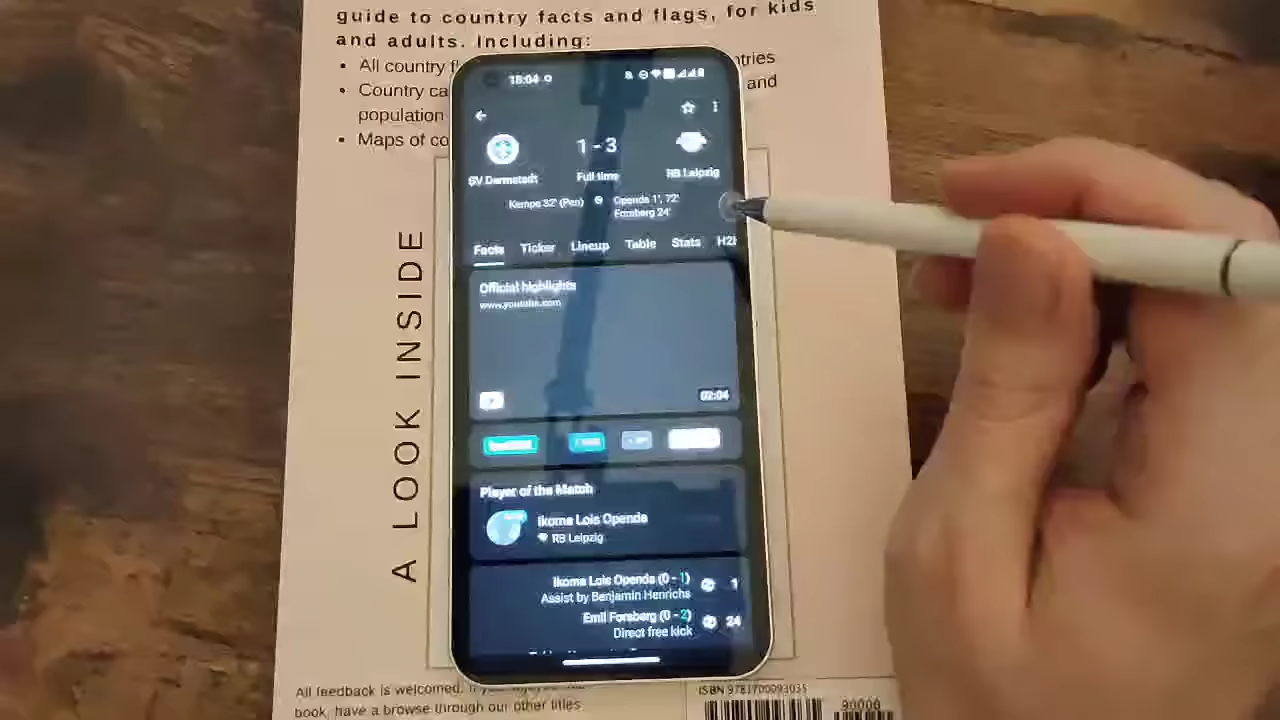 guide to country facts and flags, for kids
and adults. Including:
• All country
• Country
and
population
• Maps of
A LOOK INSIDE
18:04
1 - 3
SV Darmstadt
Full time
RB Leipzig
Kempe 32' (Pen)
Openda 1', 72'
Forsberg 24'
Facts
Ticker
Lineup
Table
Stats
Official highlights
www.youtube.com
02:04
Player of the Match
Ikoma Lois Openda
RB Leipzig
Ikoma Lois Openda (0 - 1)
1
Assist by Benjamin Henrichs
Emil Forsberg (0 - 2)
24
Direct free kick
All feedback is welcomed.
book, have a browse through our other titles
ISBN 9781700093035
90000